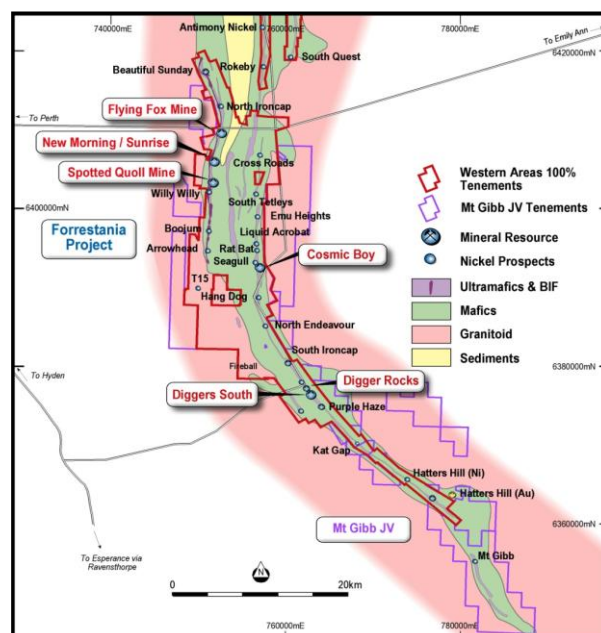 740000mE
780000mE
Antimony Nickel
760000mE
To Emily Ann
South Quest
6420000mN
Rokeby
Beautiful Sunday
Flying Fox Mine
North Ironcap
To Perth
New Morning / Sunrise
Cross Roads
Spotted Quoll Mine
Willy Willy
South Tetleys
6400000mN
Emu Heights
Forrestania
Project
Boojum
Liquid Acrobat
Arrowhead
Rat Bat
Seagull
Cosmic Boy
T15
Hang Dog
North Endeavour
South Ironcap
Fireball
6380000mN
To Hyden
Digger Rocks
Diggers South
Purple Haze
Kat Gap
Hatters Hill (Ni)
Hatters Hill (Au)
Mt Gibb JV
6360000mN
To Esperance via
Ravensthorpe
Mt Gibb
N
0
20km
760000mE
780000mE
Western Areas 100%
Tenements
Mt Gibb JV Tenements
Mineral Resource
Nickel Prospects
Ultramafics & BIF
Mafics
Granitoid
Sediments